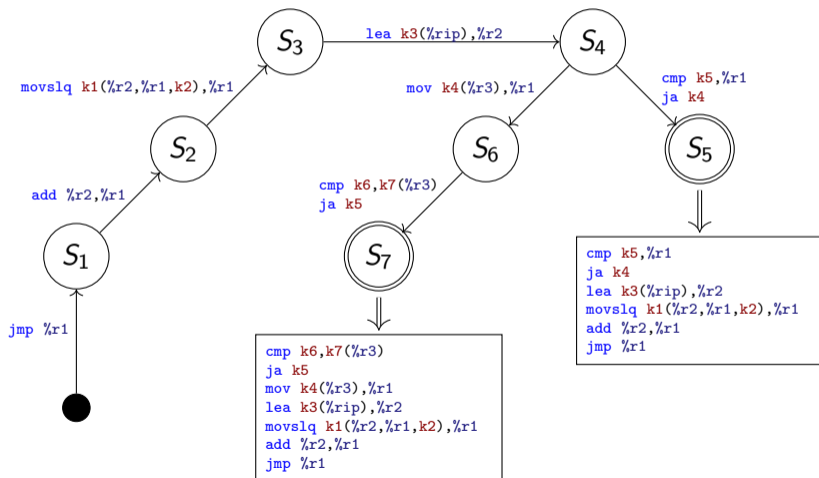 S3
lea k3(%rip),%r2
S4
movslq k1(%r2,%r1,k2),%r1
mov k4(%r3),%r1
cmp k5,%r1
ja k4
S2
S6
S5
add %r2,%r1
cmp k6,k7(%r3)
ja k5
S1
S7
jmp %r1
cmp k5,%r1
ja k4
lea k3(%rip),%r2
movslq k1(%r2,%r1,k2),%r1
add %r2,%r1
jmp %r1
cmp k6,k7(%r3)
ja k5
mov k4(%r3),%r1
lea k3(%rip),%r2
movslq k1(%r2,%r1,k2),%r1
add %r2,%r1
jmp %r1